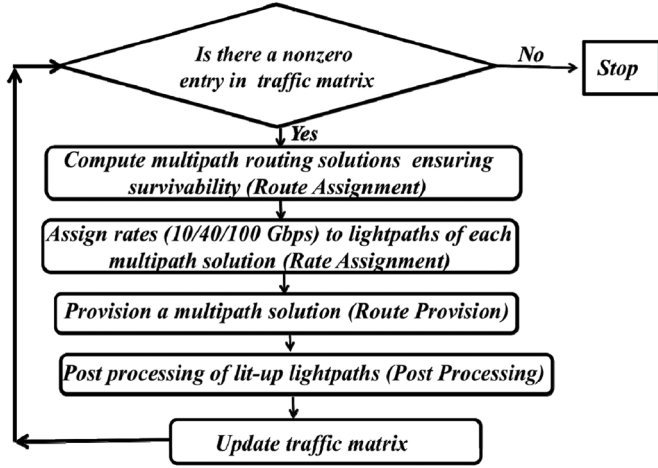 Is there a nonzero
entry in traffic matrix
No
Stop
Yes
Compute multipath routing solutions ensuring
survivability (Route Assignment)
Assign rates (10/40/100 Gbps) to lightpaths of each
multipath solution (Rate Assignment)
Provision a multipath solution (Route Provision)
Post processing of lit-up lightpaths (Post Processing)
Update traffic matrix